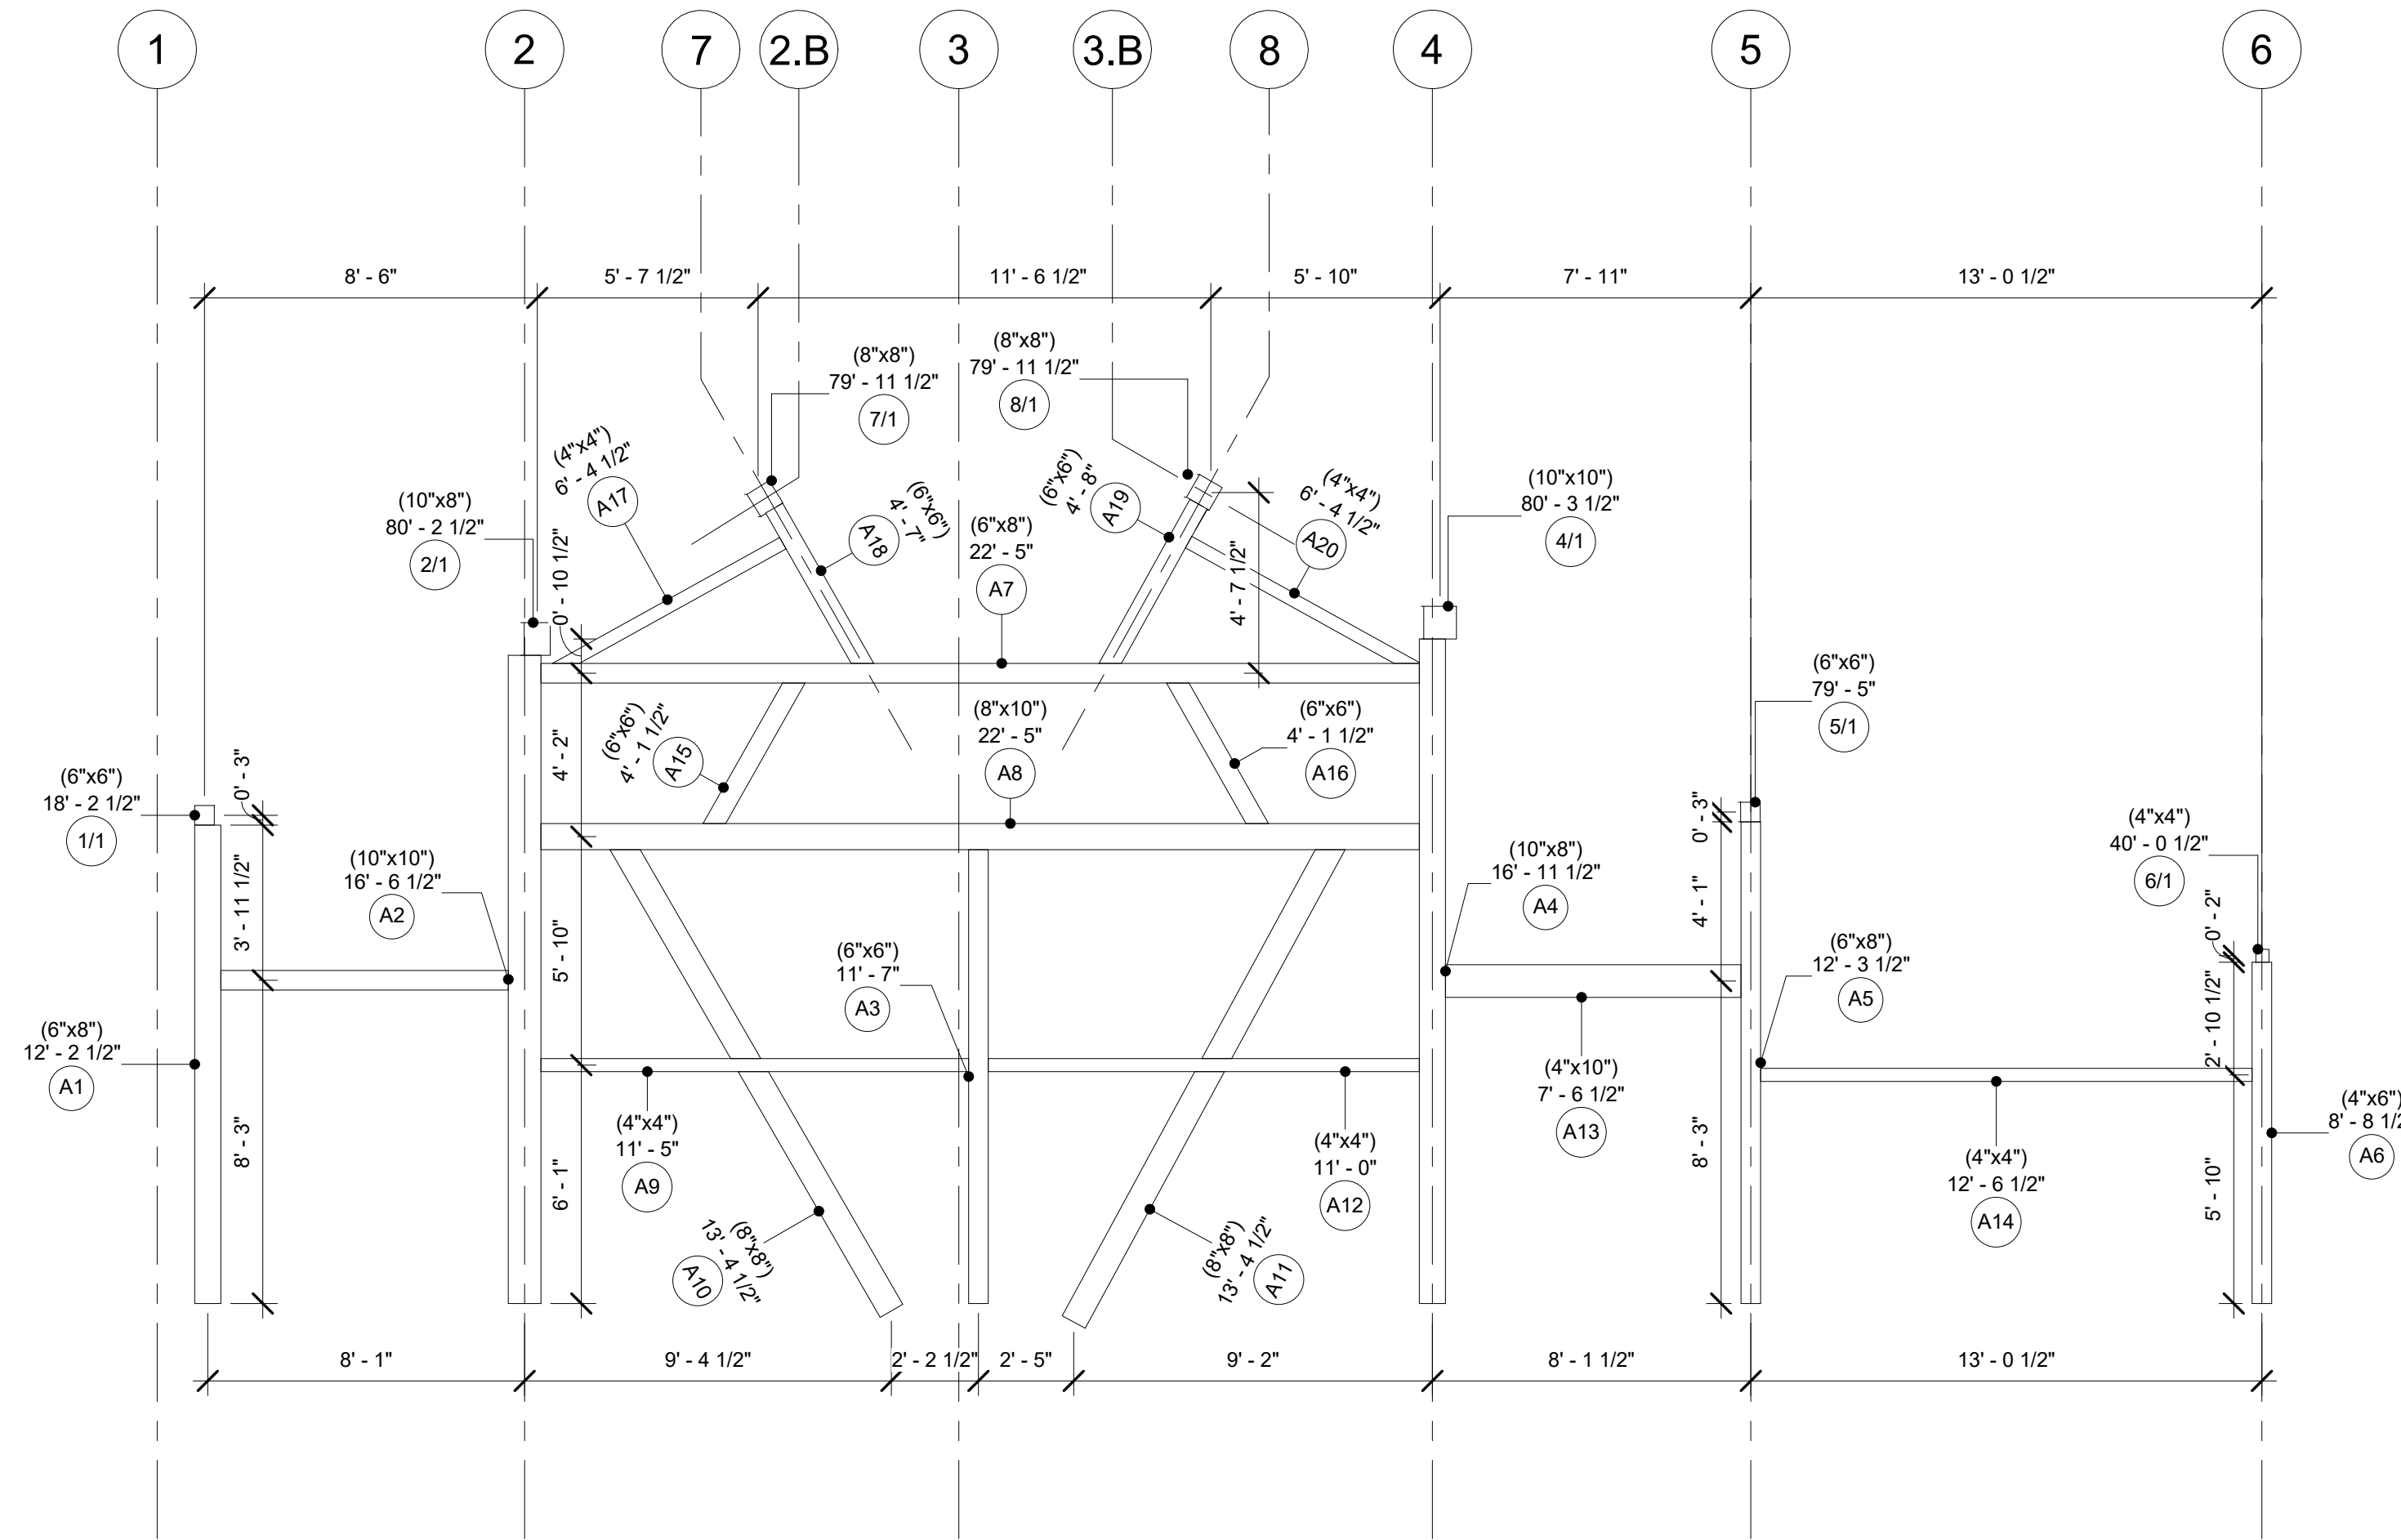 1
2
7
2.B
3
3.B
8
4
5
6
8' - 6"
5' - 7 1/2"
11' - 6 1/2"
5' - 10"
7' - 11"
13' - 0 1/2"
(8"x8")
79' - 11 1/2"
7/1
(8"x8")
79' - 11 1/2"
8/1
(4"x4")
6' - 4 1/2"
A17
(10"x8")
80' - 2 1/2"
2/1
0' - 10 1/2"
(6"x6")
4' - 7"
A18
(6"x8")
22' - 5"
A7
(6"x6")
4' - 8"
A19
(4"x4")
6' - 4 1/2"
A20
4' - 7 1/2"
(10"x10")
80' - 3 1/2"
4/1
(6"x6")
79' - 5"
5/1
(6"x6")
4' - 1 1/2"
A15
4' - 2"
(8"x10")
22' - 5"
A8
(6"x6")
4' - 1 1/2"
A16
(6"x6")
18' - 2 1/2"
1/1
0' - 3"
3' - 11 1/2"
(10"x10")
16' - 6 1/2"
A2
5' - 10"
(6"x6")
11' - 7"
A3
(10"x8")
16' - 11 1/2"
A4
0' - 3"
4' - 1"
(6"x8")
12' - 3 1/2"
A5
(4"x4")
40' - 0 1/2"
6/1
0' - 2"
2' - 10 1/2"
(6"x8")
12' - 2 1/2"
A1
8' - 3"
6' - 1"
(4"x4")
11' - 5"
A9
(8"x8")
13' - 4 1/2"
A10
(8"x8")
13' - 4 1/2"
A11
(4"x4")
11' - 0"
A12
(4"x10")
7' - 6 1/2"
A13
8' - 3"
(4"x4")
12' - 6 1/2"
A14
5' - 10"
(4"x6")
8' - 8 1/2
A6
8' - 1"
9' - 4 1/2"
2' - 2 1/2"
2' - 5"
9' - 2"
8' - 1 1/2"
13' - 0 1/2"